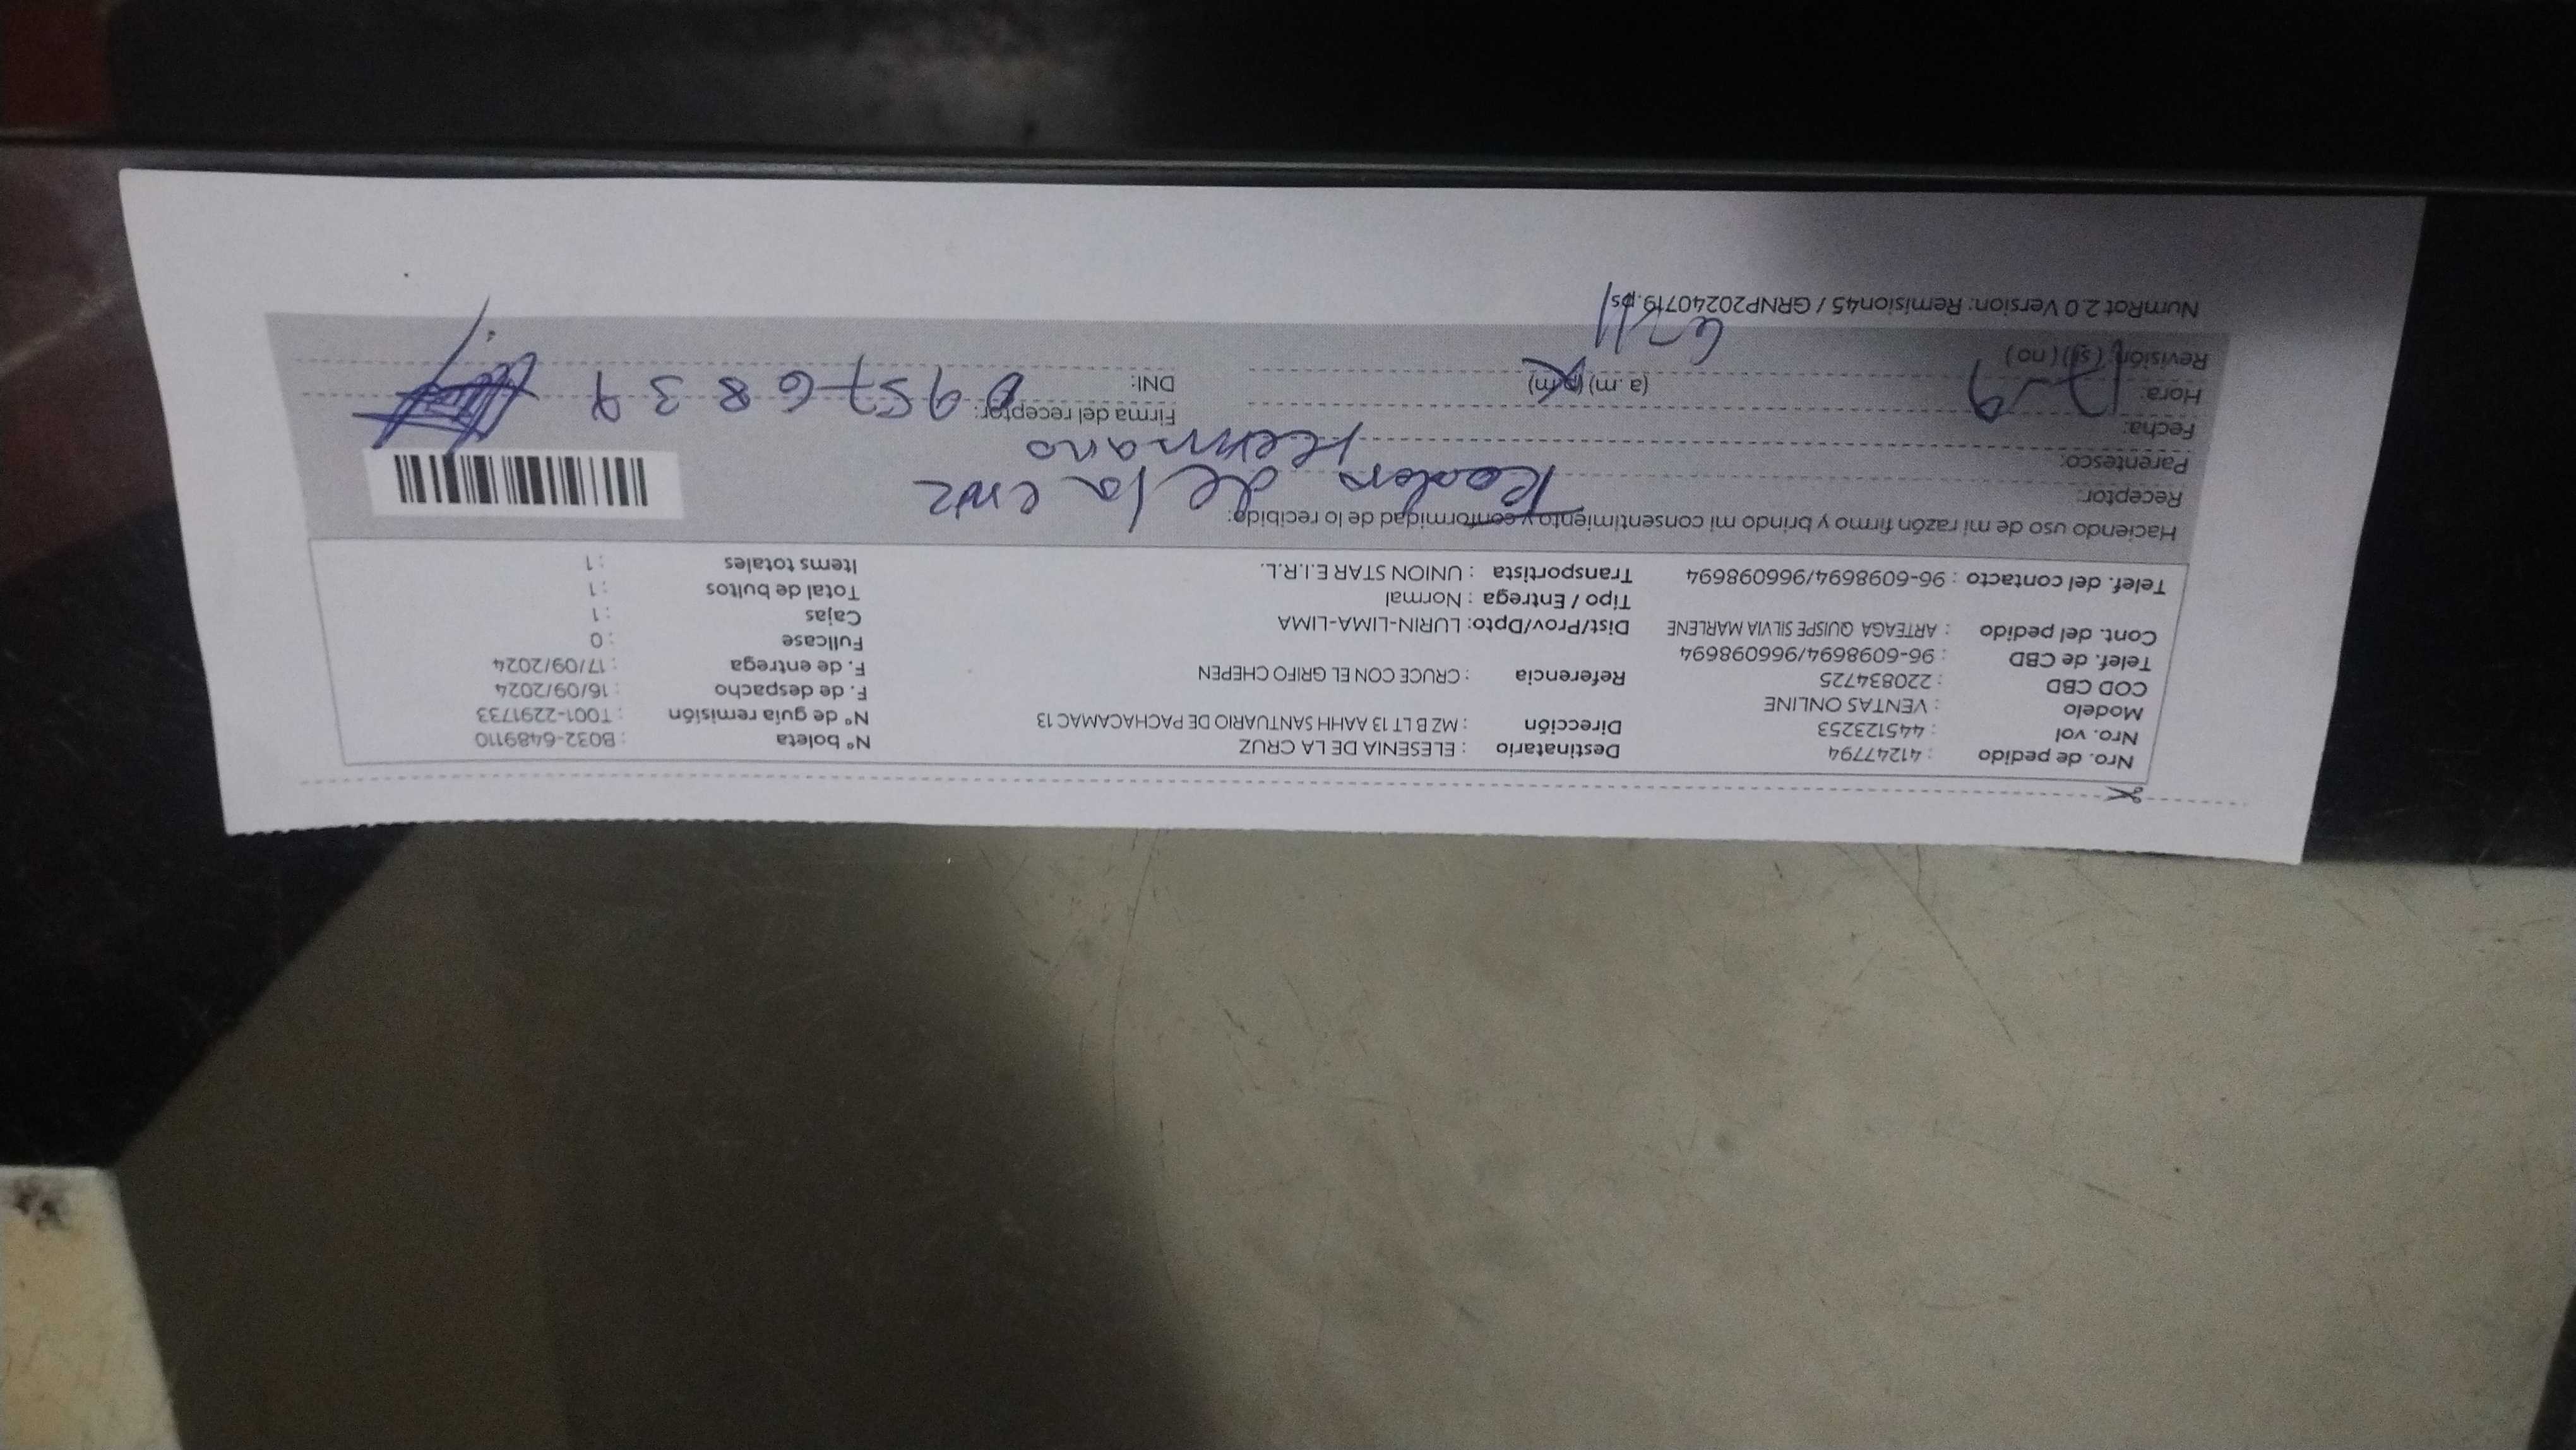 Nro. de pedido : 41247794 Destinatario : ELESENIA DE LA CRUZ Nº boleta : B032-6489110
Nro. vol : 445123253 Dirección : MZ B LT 13 AAHH SANTUARIO DE PACHACAMAC 13 Nº de guía remisión : T001-2291733
Modelo : VENTAS ONLINE F. de despacho : 16/09/2024
COD CBD : 220834725 Referencia : CRUCE CON EL GRIFO CHEPEN F. de entrega : 17/09/2024
Telef. de CBD : 96-6098694/966098694 Fullcase : 0
Cont. del pedido : ARTEAGA QUISPE SILVIA MARLENE Dist/Prov/Dpto: LURIN-LIMA-LIMA Cajas : 1
Tipo / Entrega : Normal Total de bultos : 1
Telef. del contacto : 96-6098694/966098694 Transportista : UNION STAR E.I.R.L. Items totales : 1
Haciendo uso de mi razón firmo y brindo mi consentimiento y conformidad de lo recibido:
Receptor: de la cruz
Parentesco: Hermano
Fecha: 17-9 Firma del receptor:
Hora: (a.m) (p.m) DNI:
Revisión: (si) (no)
NumRot 2.0 Version: Remision45 / GRNP20240719.ps